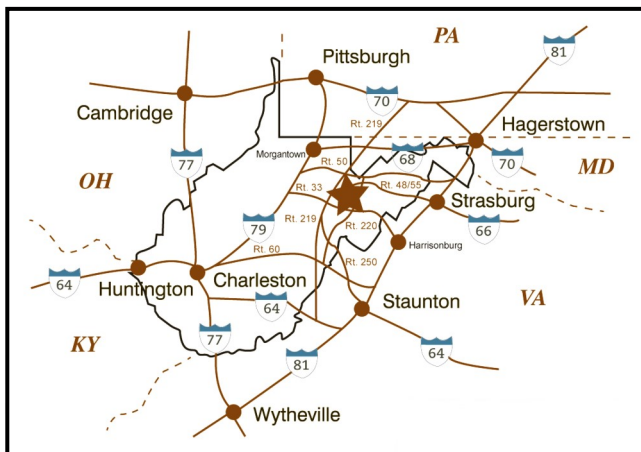 PA
81
Pittsburgh
70
Cambridge
Rt. 219
Hagerstown
Morgantown
68
70
77
Rt. 50
MD
OH
Rt. 33
Rt. 48/55
Strasburg
Rt. 219
Rt. 220
66
79
Harrisonburg
Rt. 60
Rt. 250
64
Huntington
Charleston
64
Staunton
VA
KY
77
64
81
Wytheville